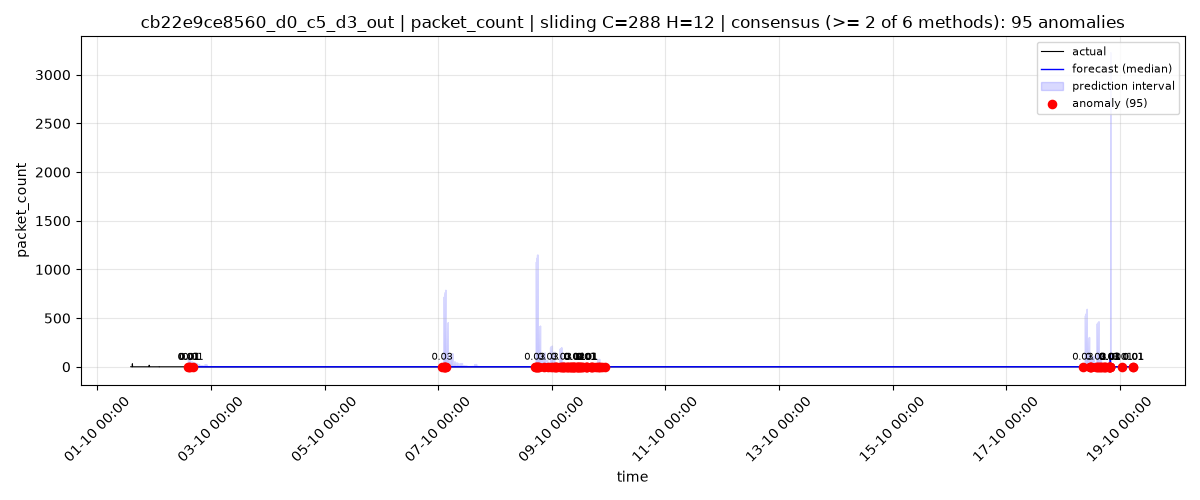 cb22e9ce8560_d0_c5_d3_out | packet_count | sliding C=288 H=12 | consensus (>= 2 of 6 methods): 95 anomalies
actual
forecast (median)
prediction interval
anomaly (95)
packet_count
3000
2500
2000
1500
1000
500
0
0.03
0.03
01-10 00:00
03-10 00:00
05-10 00:00
07-10 00:00
09-10 00:00
11-10 00:00
13-10 00:00
15-10 00:00
17-10 00:00
19-10 00:00
time